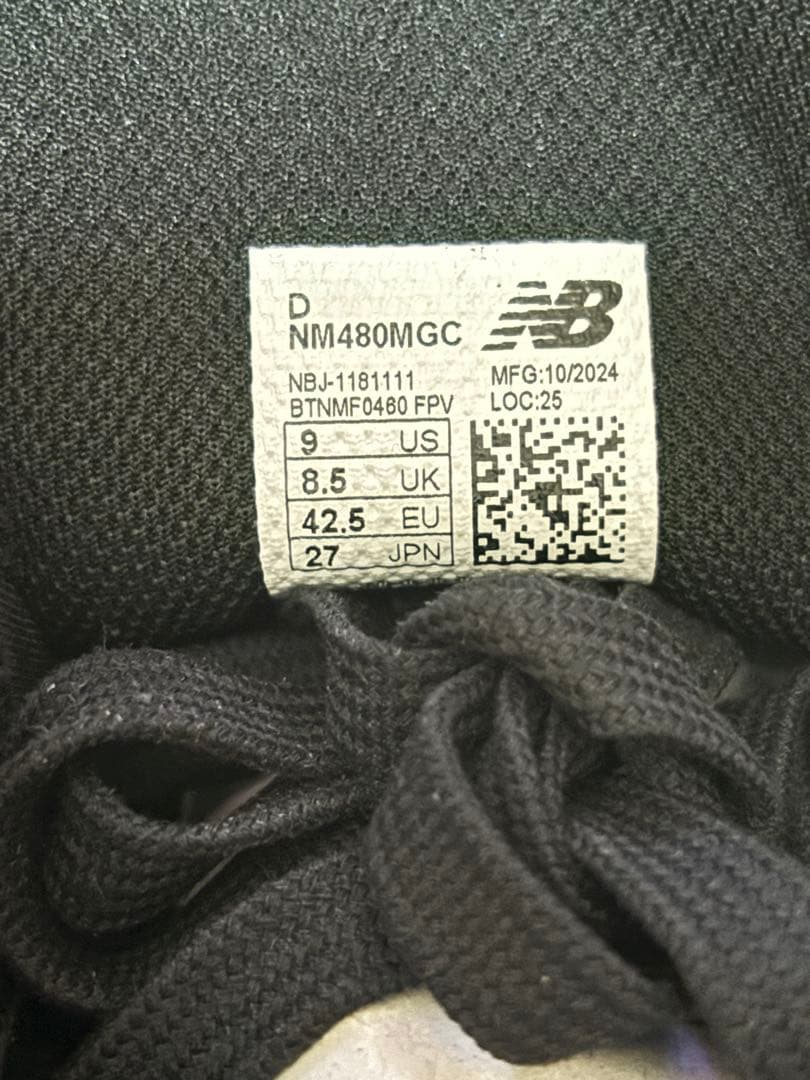 D
NM480MGC
NB
NBJ-1181111
BTNMF0460 FPV
MFG:10/2024
LOC:25
9 US
8.5 UK
42.5 EU
27 JPN